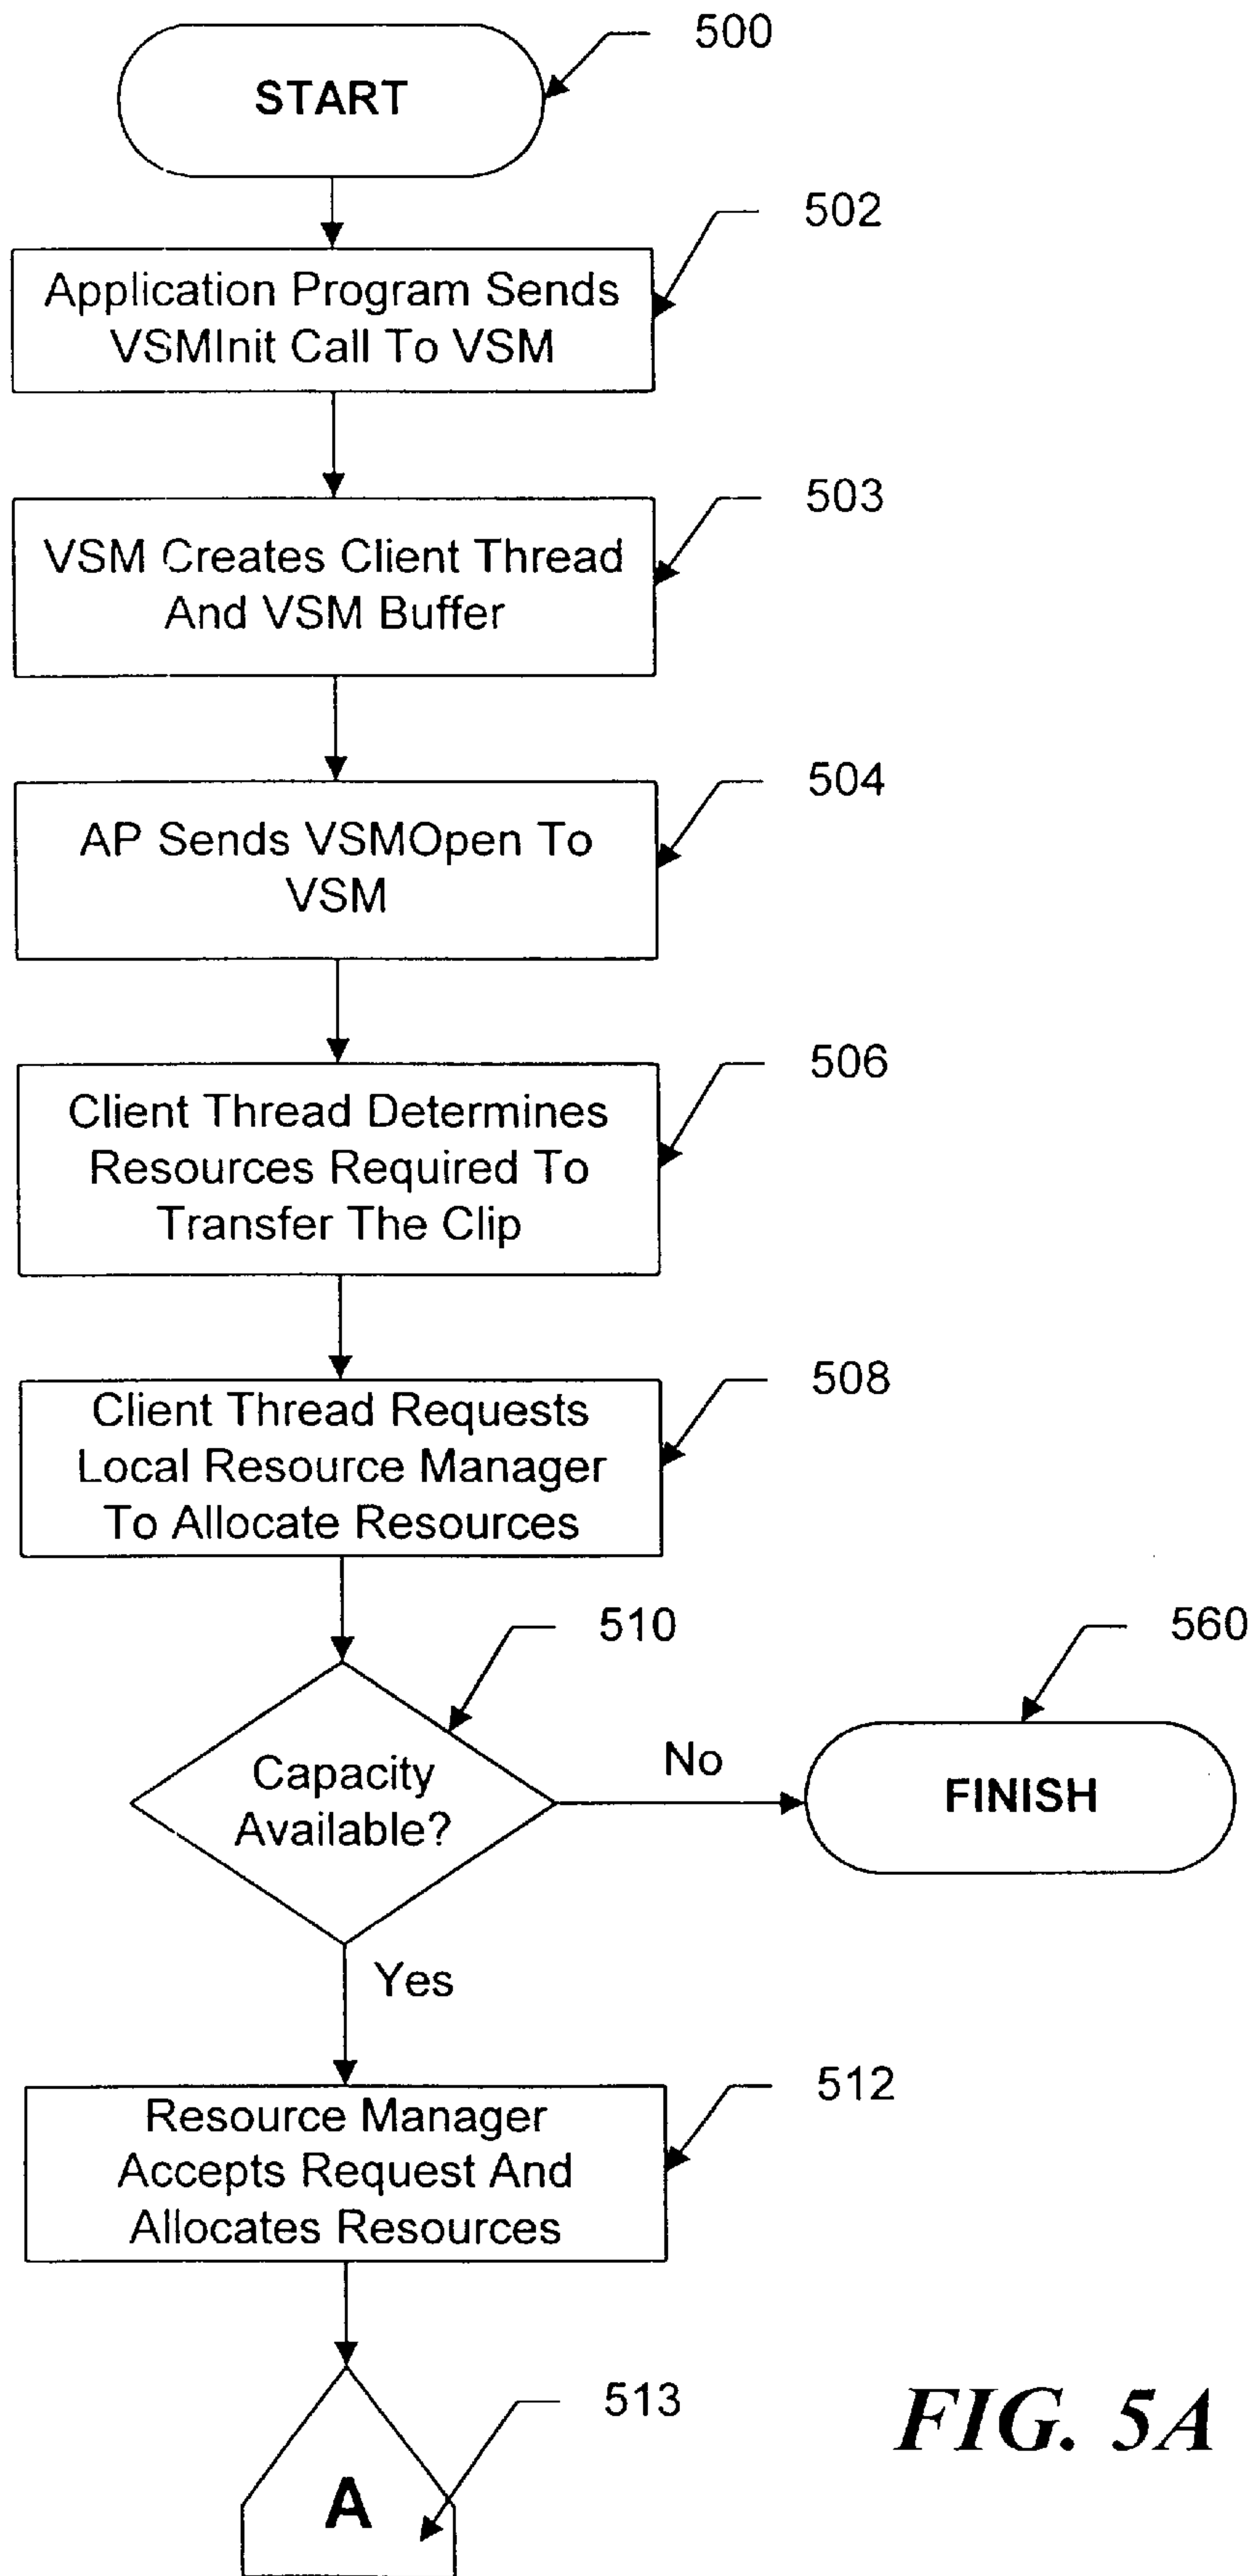 500
START
502
Application Program Sends
VSMInit Call To VSM
503
VSM Creates Client Thread
And VSM Buffer
504
AP Sends VSMOpen To
VSM
506
Client Thread Determines
Resources Required To
Transfer The Clip
508
Client Thread Requests
Local Resource Manager
To Allocate Resources
510
560
Capacity
Available?
No
FINISH
Yes
512
Resource Manager
Accepts Request And
Allocates Resources
513
A
FIG. 5A